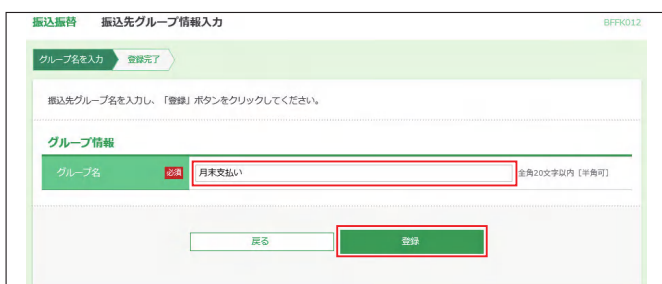 振込振替 振込先グループ情報入力 BFFK012
グループ名を入力 登録完了
振込先グループ名を入力し、「登録」ボタンをクリックしてください。
グループ情報
グループ名 必須 月末支払い 全角20文字以内 [半角可]
戻る 登録